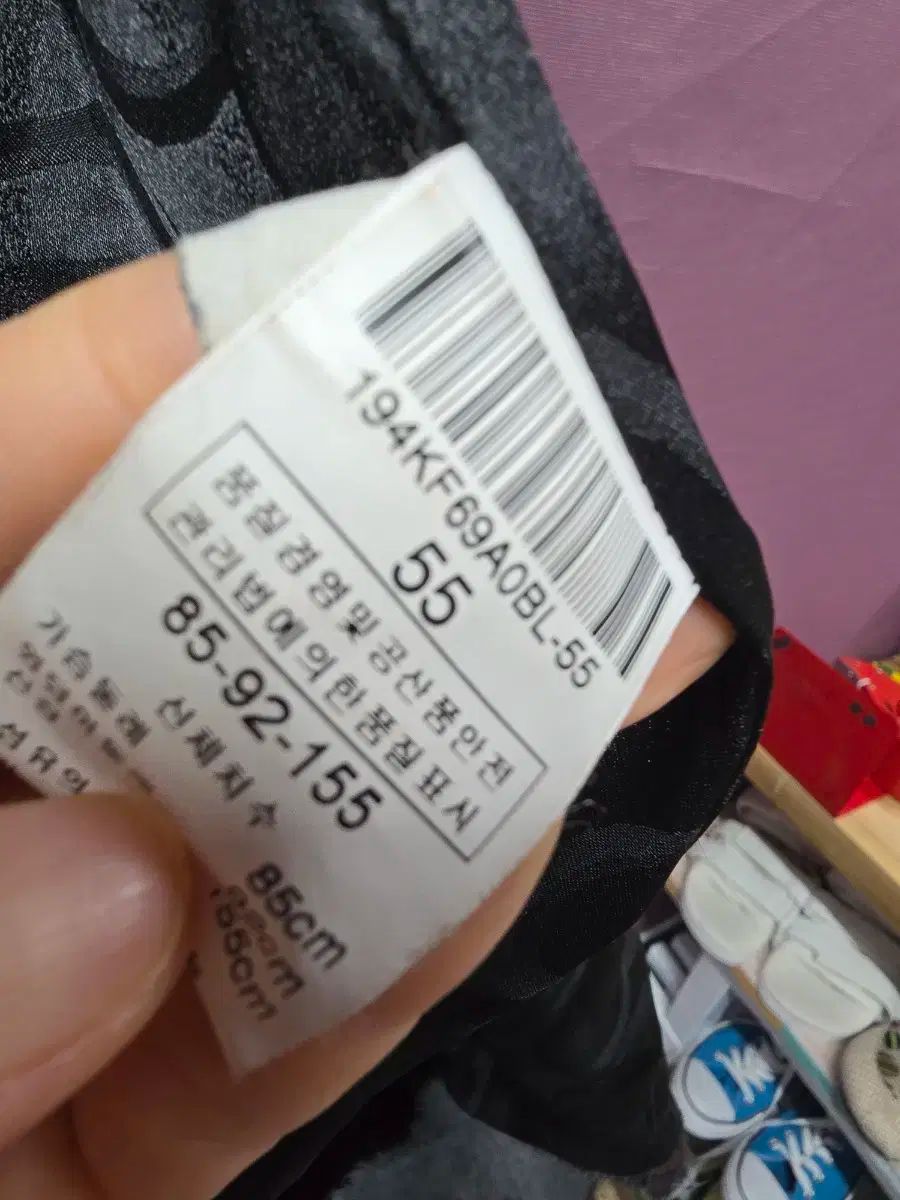 194KF69A0BL-55
55
품질경영및공산품안전
관리법에의한품질표시
85-92-155
신체치수
가슴둘레 85cm